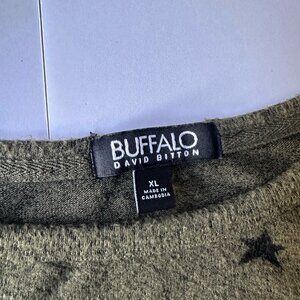 BUFFALO
DAVID BITTON
XL
MADE IN
CAMBODIA